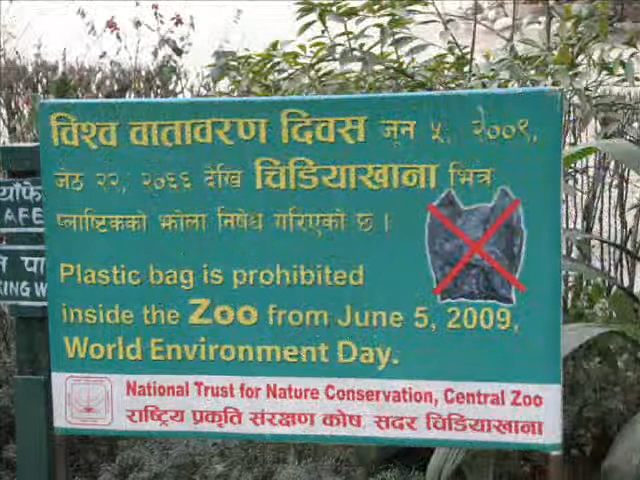 विश्व वातावरण दिवस जून ५, २००९,
जेठ २२, २०६६ देखि चिडियाखाना भित्र
प्लाष्टिकको झोला निषेध गरिएको छ ।
Plastic bag is prohibited
inside the Zoo from June 5, 2009,
World Environment Day.
National Trust for Nature Conservation, Central Zoo
राष्ट्रिय प्रकृति संरक्षण कोष, सदर चिडियाखाना